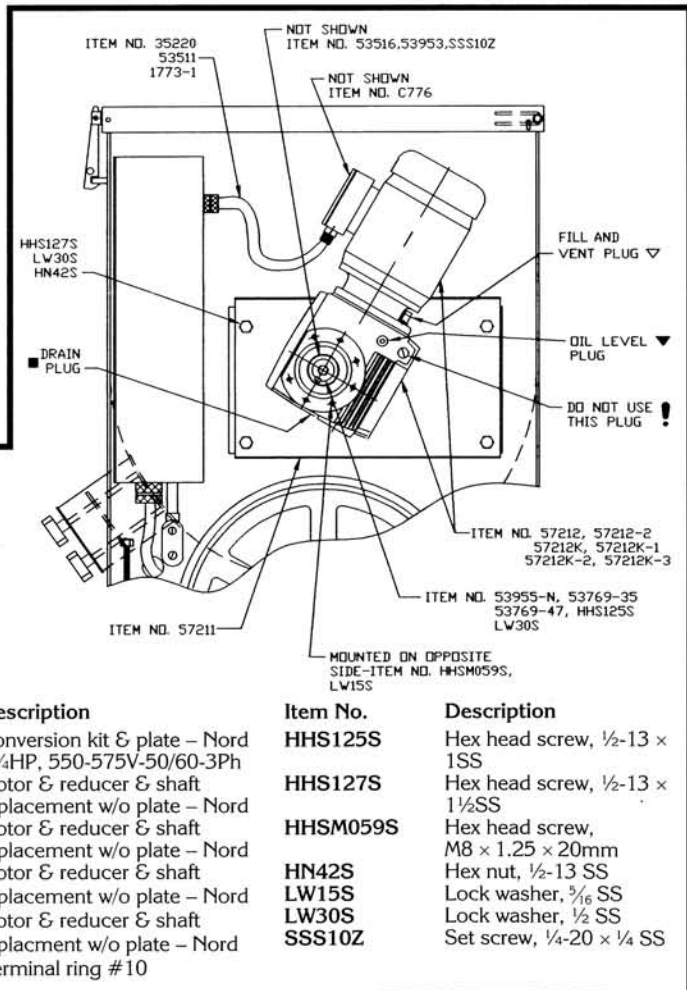 NOT SHOWN
ITEM NO. 53516,53953,SSS10Z
ITEM NO. 35220
53511
1773-1
NOT SHOWN
ITEM NO. C776
HHS127S
LW30S
HN42S
FILL AND
VENT PLUG ▽
■ DRAIN
PLUG
OIL LEVEL ▼
PLUG
DO NOT USE !
THIS PLUG
ITEM NO. 57212, 57212-2
57212K, 57212K-1
57212K-2, 57212K-3
ITEM NO. 53955-N, 53769-35
53769-47, HHS125S
LW30S
ITEM NO. 57211
MOUNTED ON OPPOSITE
SIDE-ITEM NO. HHSM059S,
LW15S
escription
onversion kit & plate – Nord
¼HP, 550-575V-50/60-3Ph
otor & reducer & shaft
placement w/o plate – Nord
otor & reducer & shaft
placement w/o plate – Nord
otor & reducer & shaft
placement w/o plate – Nord
otor & reducer & shaft
placment w/o plate – Nord
erminal ring #10
Item No. Description
HHS125S Hex head screw, ½-13 ×
1SS
HHS127S Hex head screw, ½-13 ×
1½SS
HHSM059S Hex head screw,
M8 × 1.25 × 20mm
HN42S Hex nut, ½-13 SS
LW15S Lock washer, 5⁄16 SS
LW30S Lock washer, ½ SS
SSS10Z Set screw, ¼-20 × ¼ SS